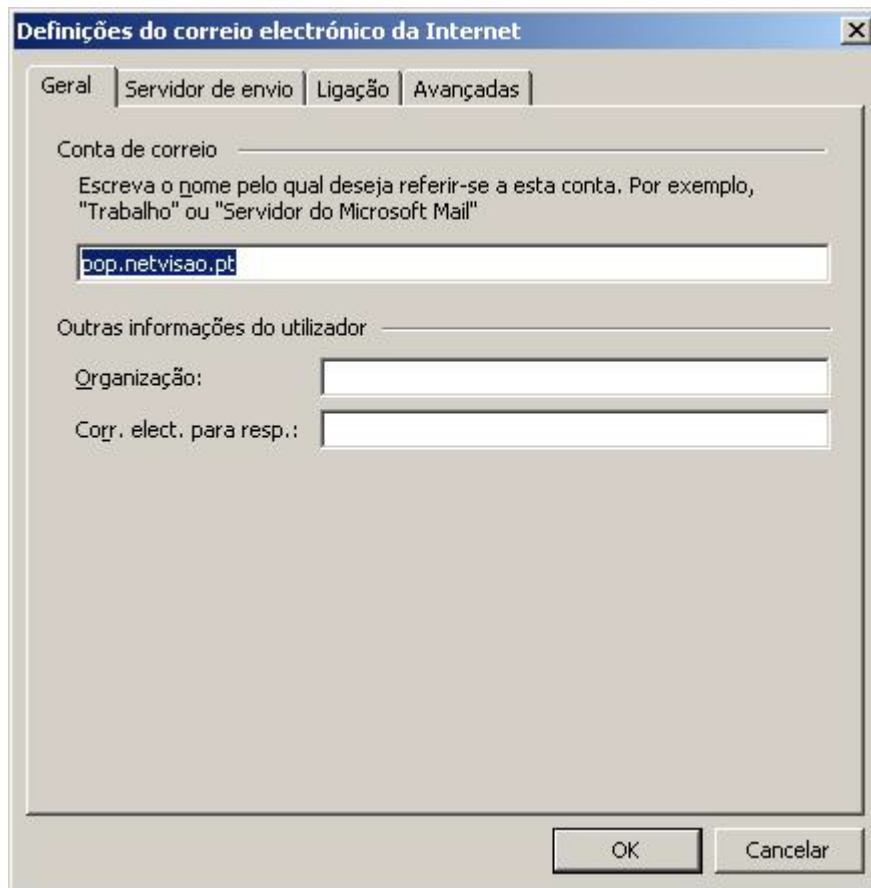 Definições do correio electrónico da Internet
Geral
Servidor de envio
Ligação
Avançadas
Conta de correio
Escreva o nome pelo qual deseja referir-se a esta conta. Por exemplo,
"Trabalho" ou "Servidor do Microsoft Mail"
pop.netvisao.pt
Outras informações do utilizador
Organização:
Corr. elect. para resp.:
OK
Cancelar